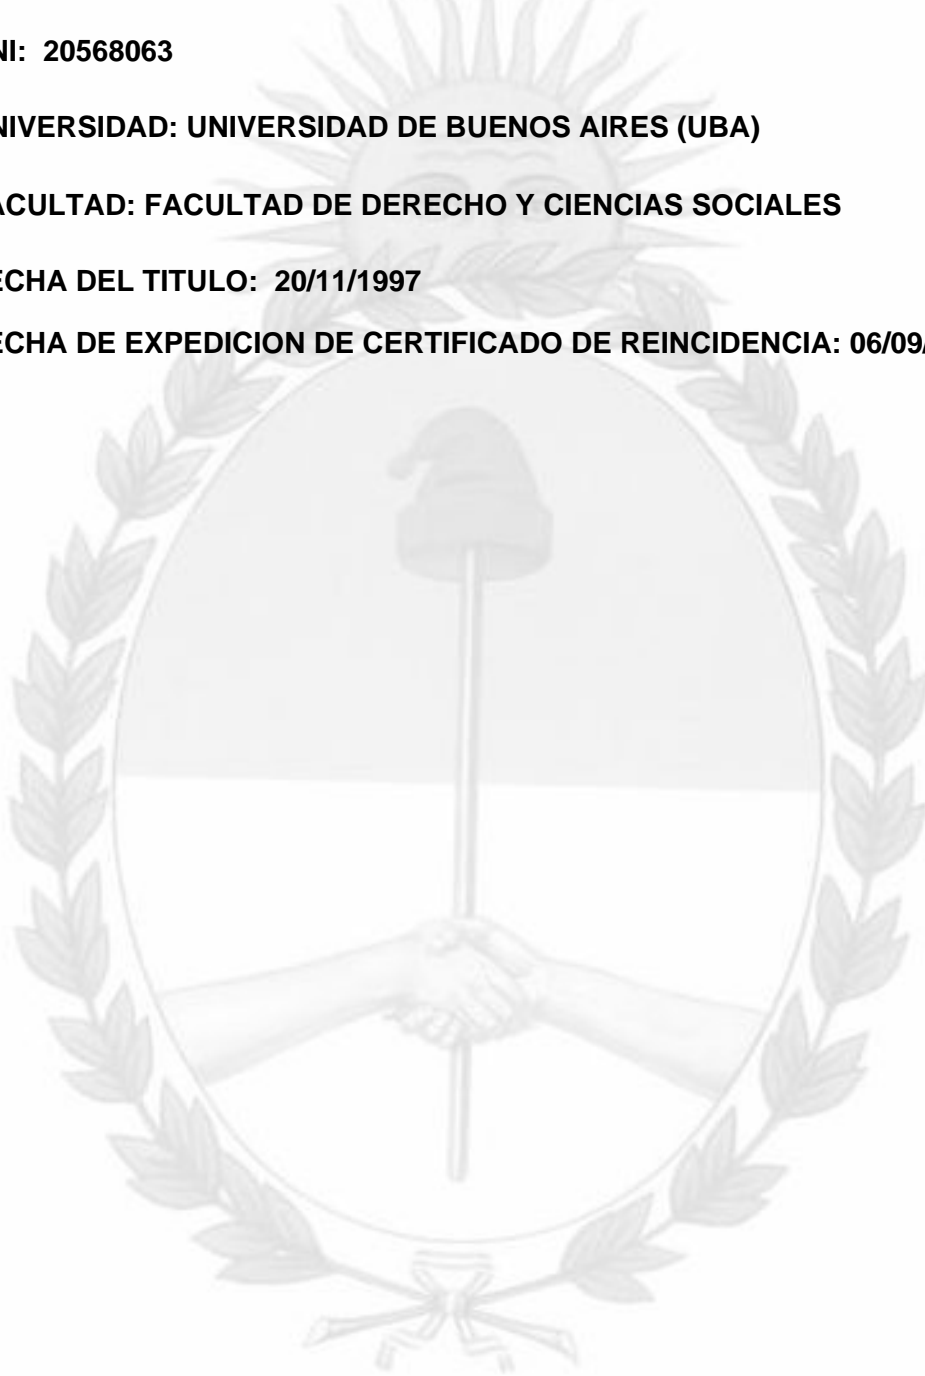 NI: 20568063
NIVERSIDAD: UNIVERSIDAD DE BUENOS AIRES (UBA)
ACULTAD: FACULTAD DE DERECHO Y CIENCIAS SOCIALES
ECHA DEL TITULO: 20/11/1997
ECHA DE EXPEDICION DE CERTIFICADO DE REINCIDENCIA: 06/09/